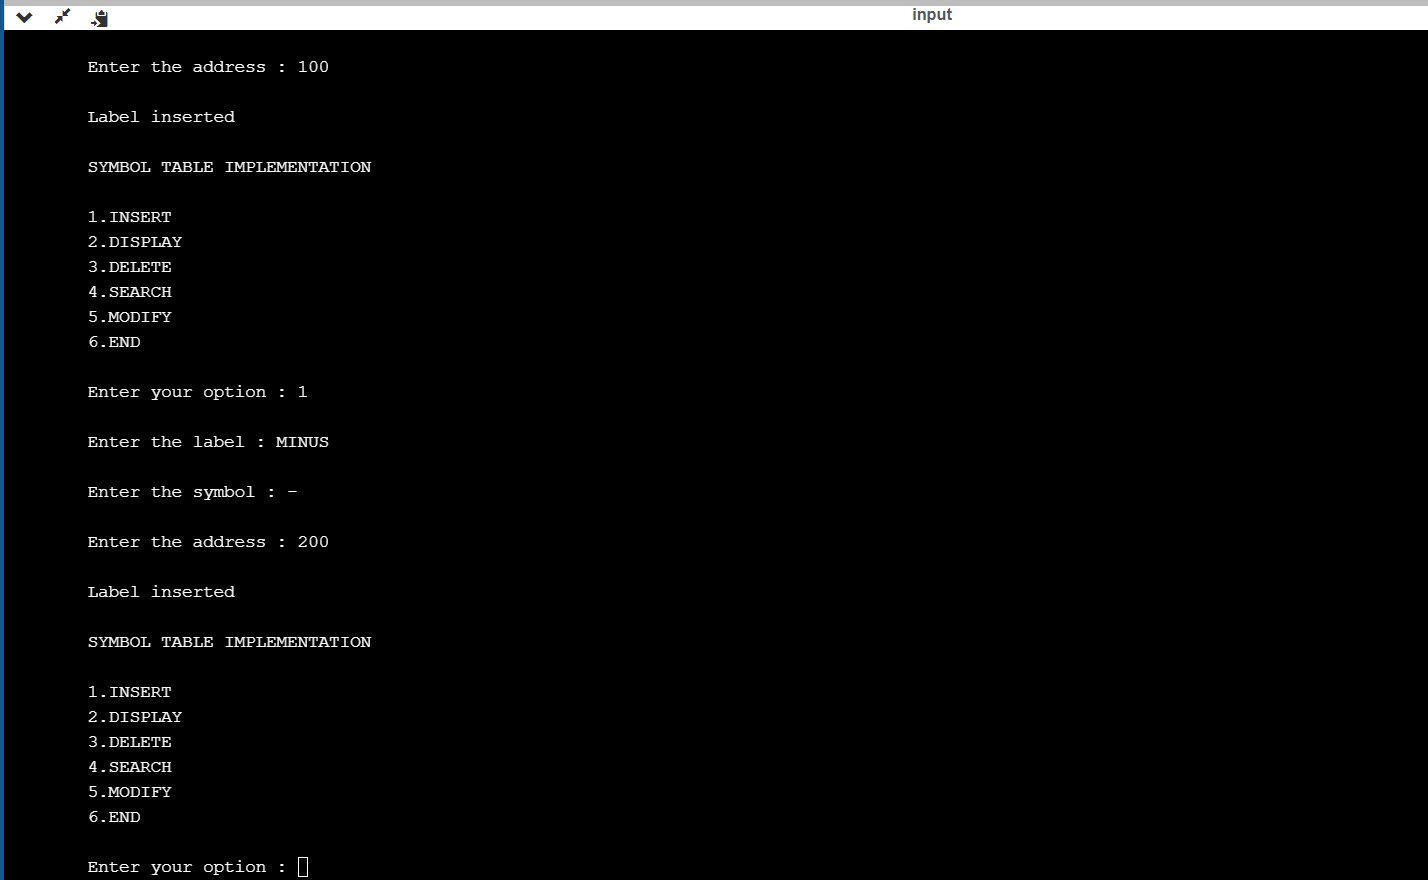 input
Enter the address : 100
Label inserted
SYMBOL TABLE IMPLEMENTATION
1.INSERT
2.DISPLAY
3.DELETE
4.SEARCH
5.MODIFY
6.END
Enter your option : 1
Enter the label : MINUS
Enter the symbol : -
Enter the address : 200
Label inserted
SYMBOL TABLE IMPLEMENTATION
1.INSERT
2.DISPLAY
3.DELETE
4.SEARCH
5.MODIFY
6.END
Enter your option :